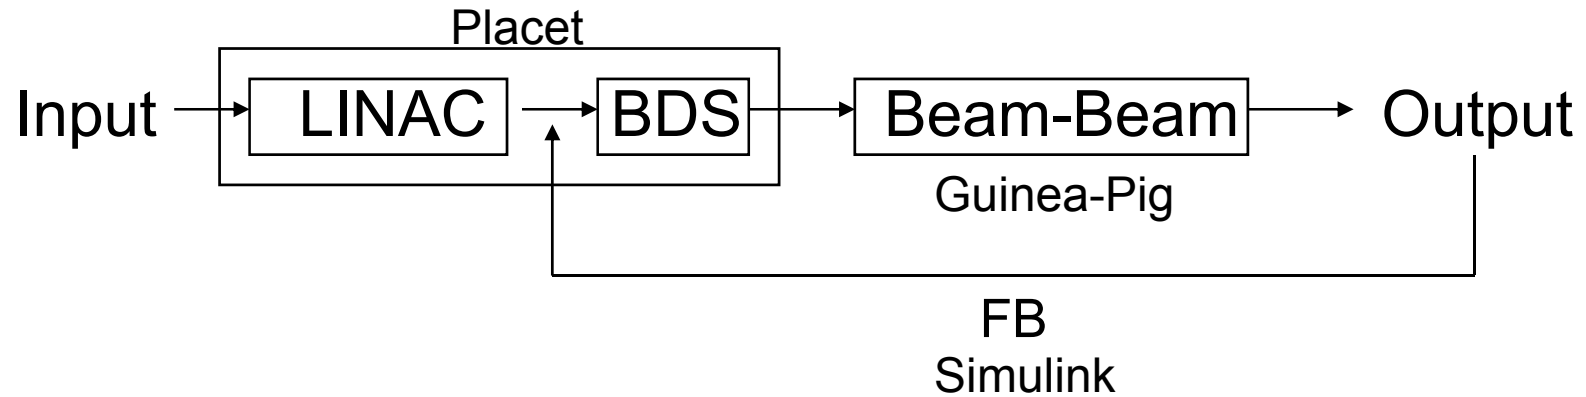 Placet
Input
LINAC
BDS
Beam-Beam
Output
Guinea-Pig
FB
Simulink